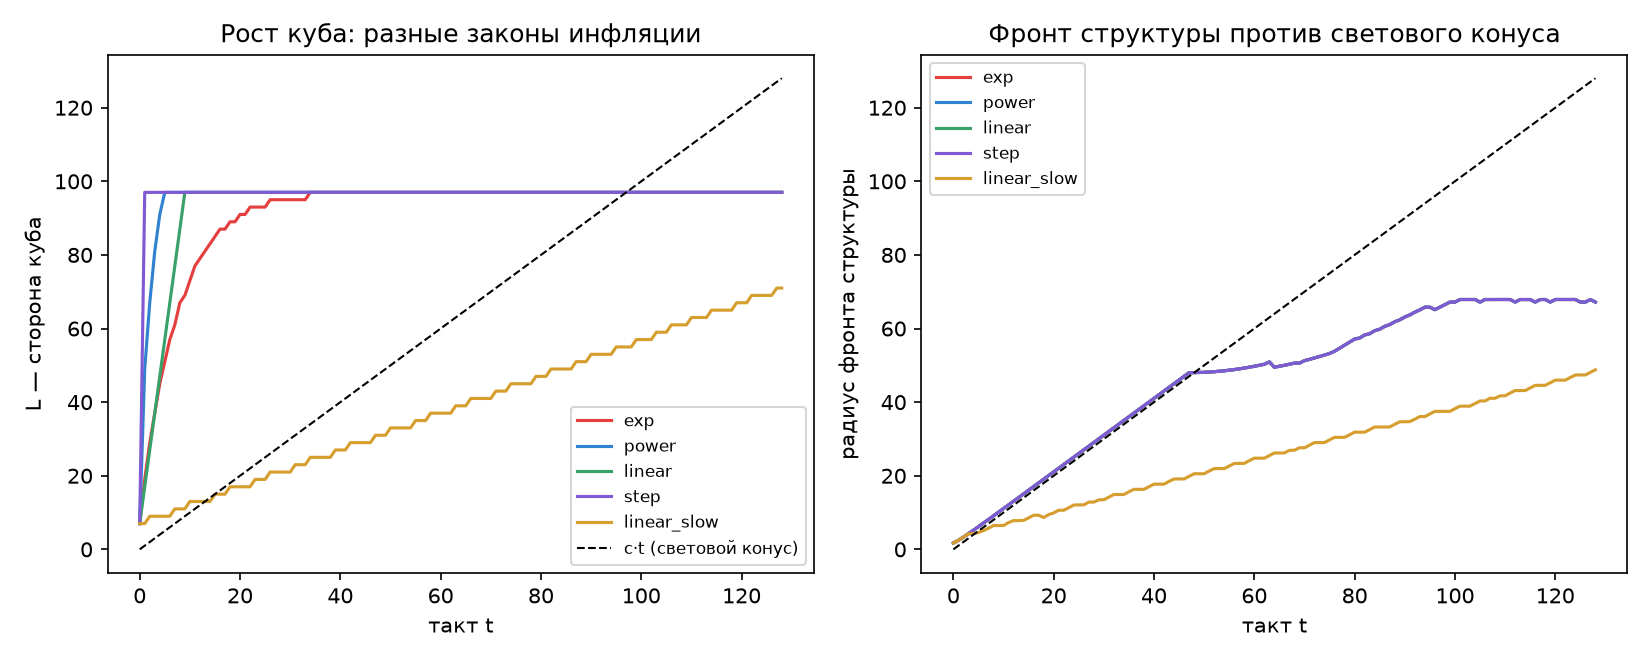 Рост куба: разные законы инфляции
L — сторона куба
120
100
80
60
40
20
0
exp
power
linear
step
linear_slow
c·t (световой конус)
0 20 40 60 80 100 120
такт t
Фронт структуры против светового конуса
радиус фронта структуры
120
100
80
60
40
20
0
exp
power
linear
step
linear_slow
0 20 40 60 80 100 120
такт t